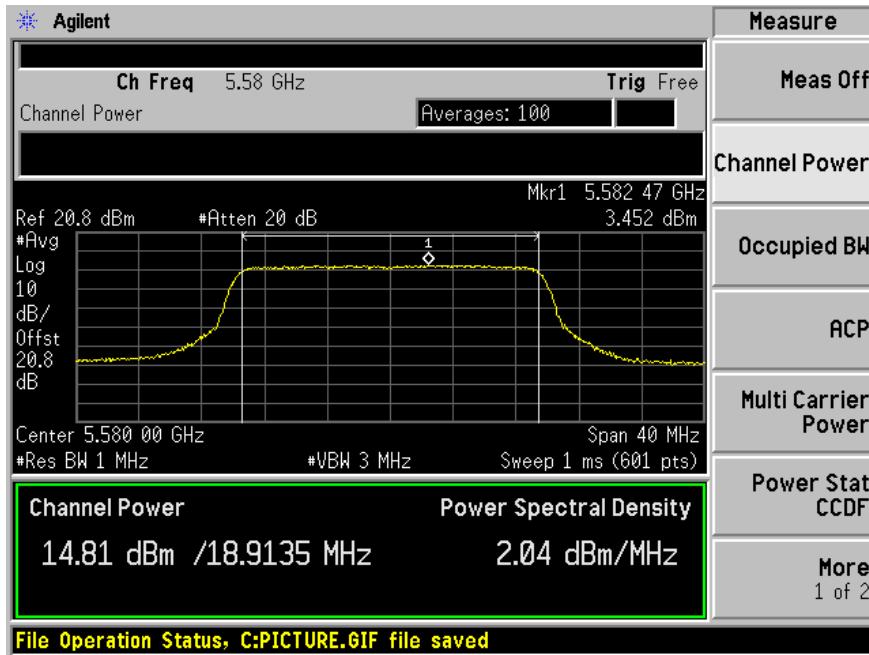 Agilent
Measure
Ch Freq 5.58 GHz Trig Free
Channel Power
Averages: 100
Mkr1 5.582 47 GHz
Ref 20.8 dBm #Atten 20 dB 3.452 dBm
#Avg
Log
10
dB/
Offst
20.8
dB
1
Center 5.580 00 GHz Span 40 MHz
#Res BW 1 MHz #VBW 3 MHz Sweep 1 ms (601 pts)
Channel Power Power Spectral Density
14.81 dBm /18.9135 MHz 2.04 dBm/MHz
File Operation Status, C:PICTURE.GIF file saved
Meas Off
Channel Power
Occupied BW
ACP
Multi Carrier
Power
Power Stat
CCDF
More
1 of 2